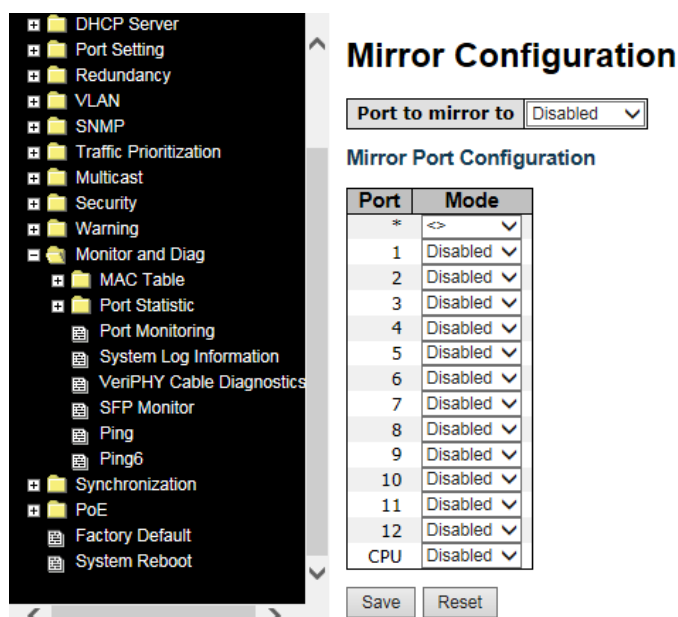 DHCP Server
Port Setting
Redundancy
VLAN
SNMP
Traffic Prioritization
Multicast
Security
Warning
Monitor and Diag
MAC Table
Port Statistic
Port Monitoring
System Log Information
VeriPHY Cable Diagnostics
SFP Monitor
Ping
Ping6
Synchronization
PoE
Factory Default
System Reboot
Mirror Configuration
Port to mirror to Disabled
Mirror Port Configuration
Port Mode
* <>
1 Disabled
2 Disabled
3 Disabled
4 Disabled
5 Disabled
6 Disabled
7 Disabled
8 Disabled
9 Disabled
10 Disabled
11 Disabled
12 Disabled
CPU Disabled
Save Reset